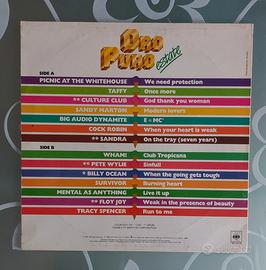 ORO
PURO
estate
SIDE A
PICNIC AT THE WHITEHOUSE We need protection
TAFFY Once more
** CULTURE CLUB God thank you woman
SANDY MARTON Modern lovers
BIG AUDIO DYNAMITE E = MC²
COCK ROBIN When your heart is weak
** SANDRA On the tray (seven years)
SIDE B
WHAM! Club Tropicana
** PETE WYLIE Sinful!
* BILLY OCEAN When the going gets tough
SURVIVOR Burning heart
MENTAL AS ANYTHING Live it up
** FLOY JOY Weak in the presence of beauty
TRACY SPENCER Run to me
CBS
subito